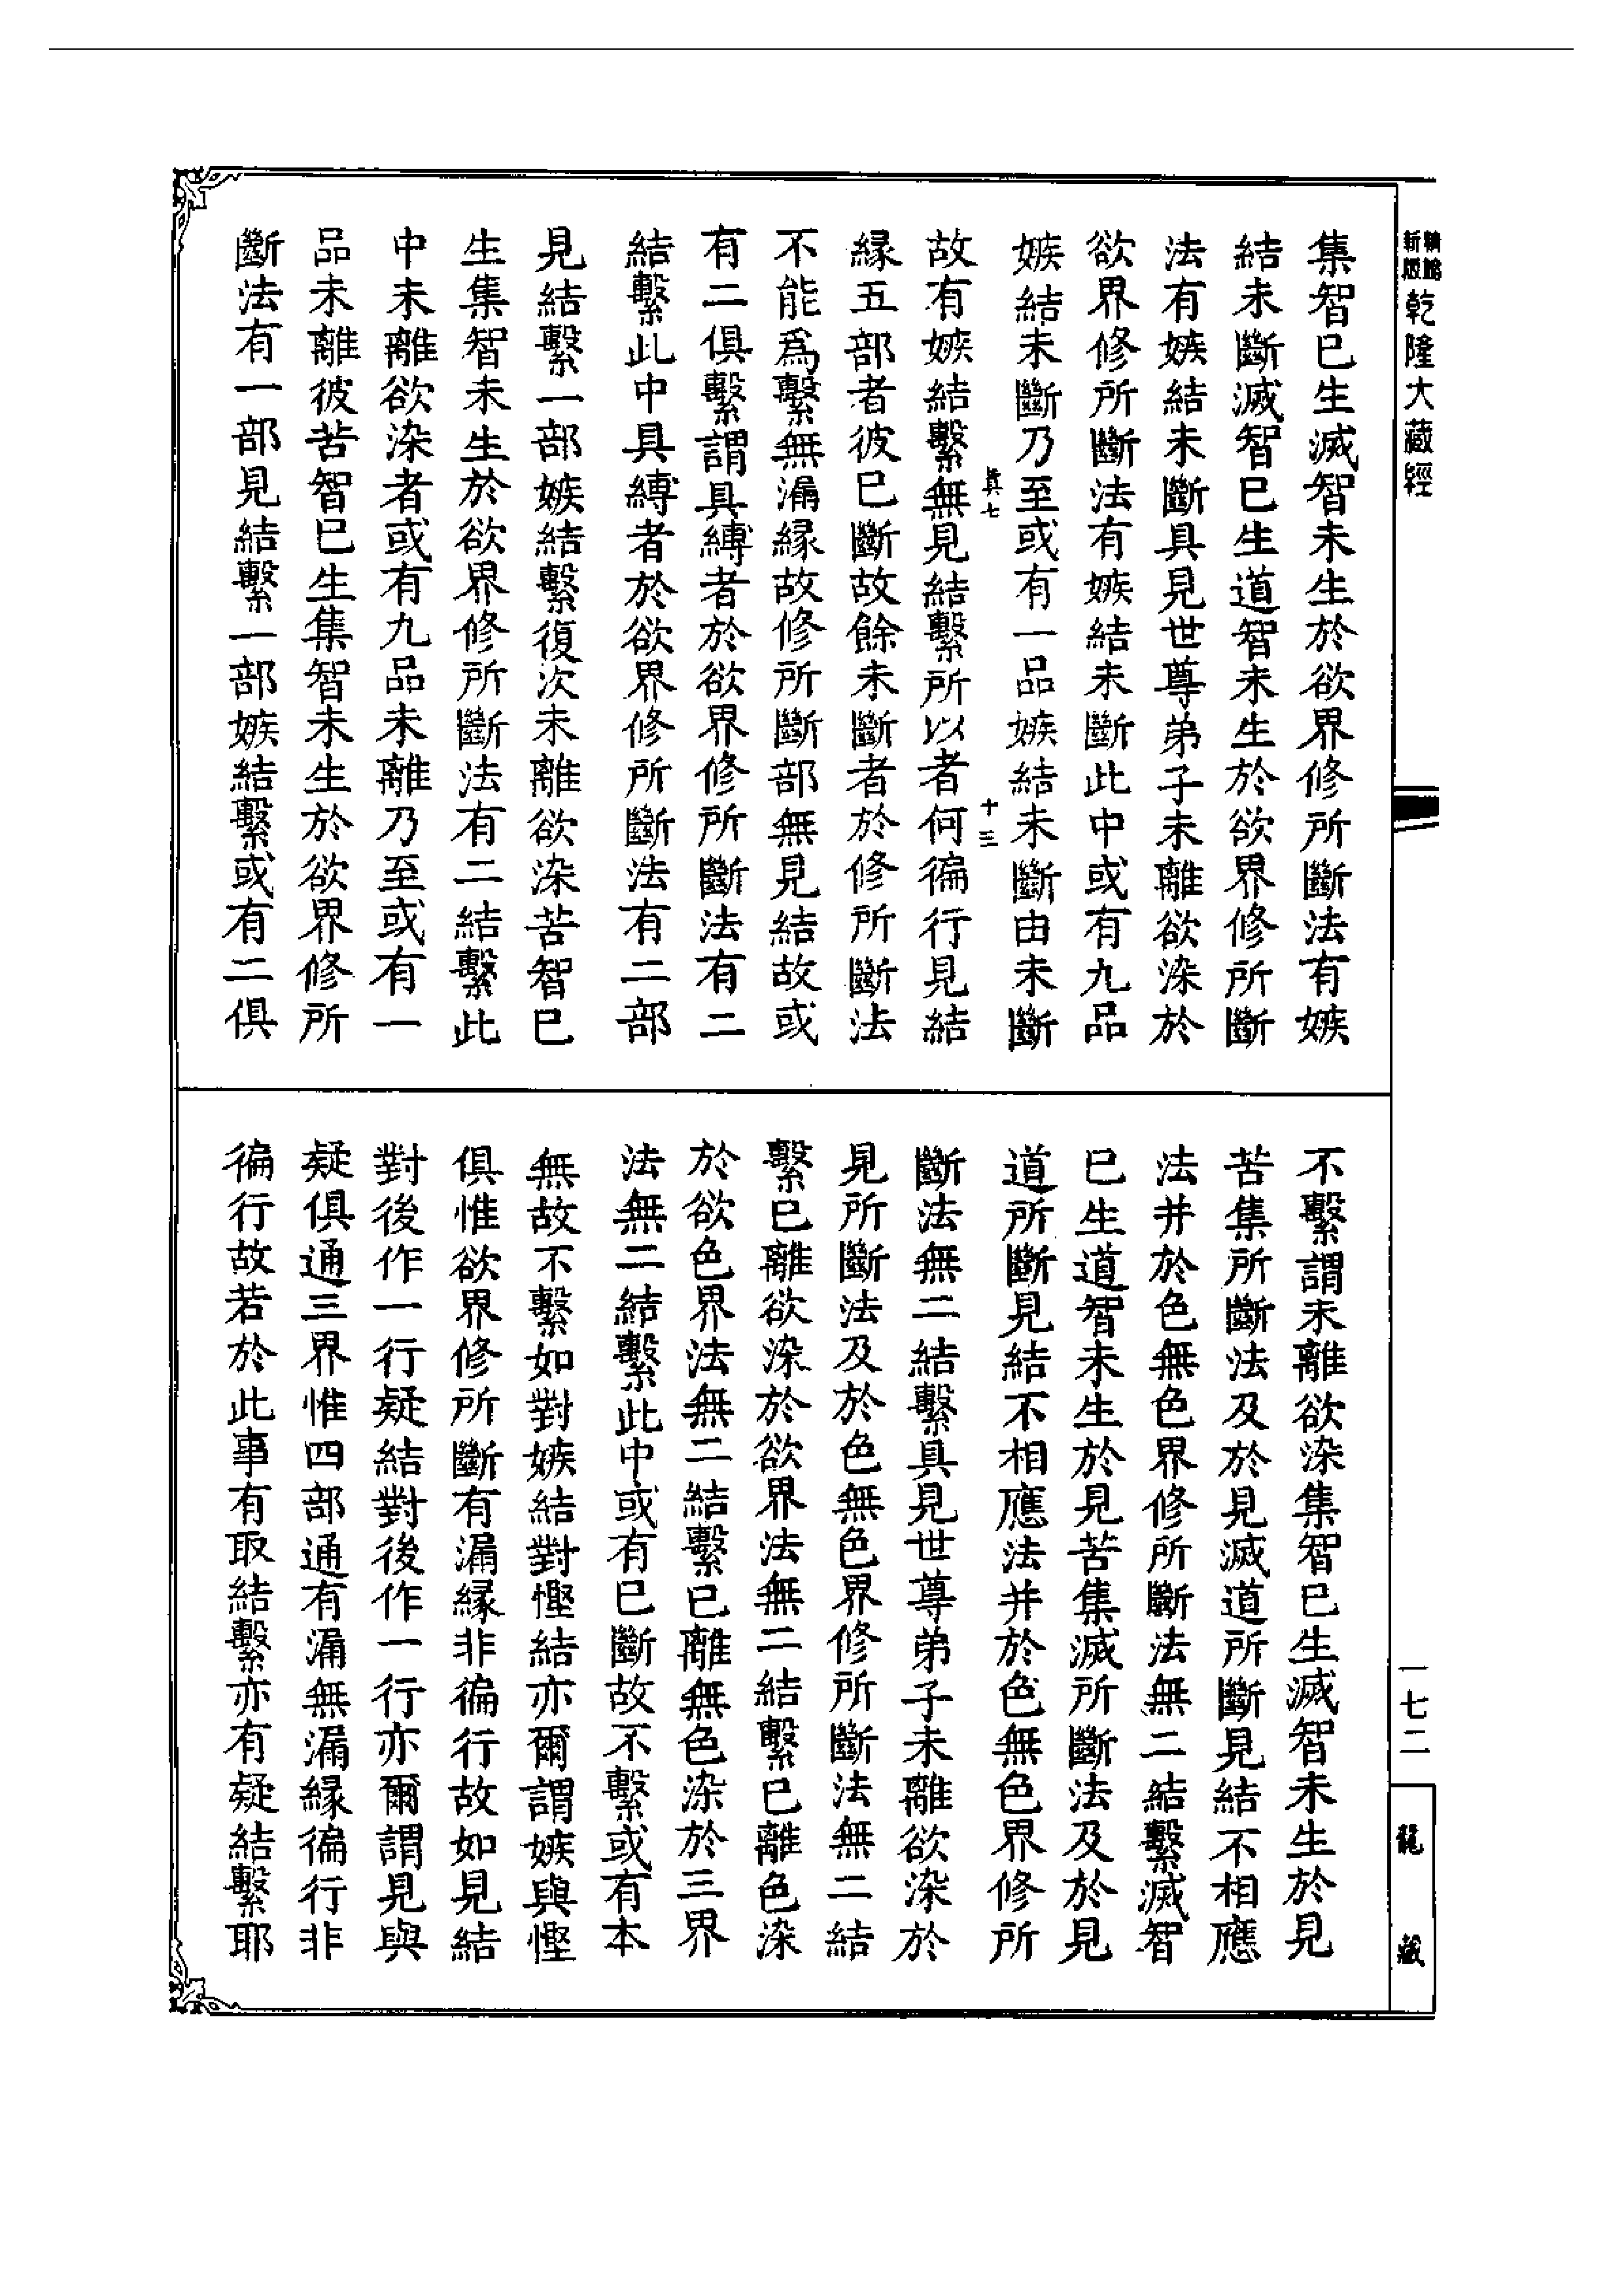 乾隆大藏經
一七二
龍藏
集智已生滅智未生於欲界修所斷法有嫉
結未斷滅智已生道智未生於欲界修所斷
法有嫉結未斷具見世尊弟子未離欲染於
欲界修所斷法有嫉結未斷此中或有九品
嫉結未斷乃至或有一品嫉結未斷由未斷
十三
故有嫉結繫無見結繫所以者何徧行見結
緣五部者彼已斷故餘未斷者於修所斷法
不能爲繫無漏緣故修所斷部無見結故或
有二俱繫謂具縛者於欲界修所斷法有二
結繫此中具縛者於欲界修所斷法有二部
見結繫一部嫉結繫復次未離欲染苦智已
生集智未生於欲界修所斷法有二結繫此
中未離欲染者或有九品未離乃至或有一
品未離彼苦智已生集智未生於欲界修所
斷法有一部見結繫一部嫉結繫或有二俱
不繫謂未離欲染集智已生滅智未生於見
苦集所斷法及於見滅道所斷見結不相應
法并於色無色界修所斷法無二結繫滅智
已生道智未生於見苦集滅所斷法及於見
道所斷見結不相應法并於色無色界修所
斷法無二結繫具見世尊弟子未離欲染於
見所斷法及於色無色界修所斷法無二結
繫已離欲染於欲界法無二結繫已離色染
於欲色界法無二結繫已離無色染於三界
法無二結繫此中或有已斷故不繫或有本
無故不繫如對嫉結對慳結亦爾謂嫉與慳
俱惟欲界修所斷有漏緣非徧行故如見結
對後作一行疑結對後作一行亦爾謂見與
疑俱通三界惟四部通有漏無漏緣徧行非
徧行故若於此事有取結繫亦有疑結繫耶